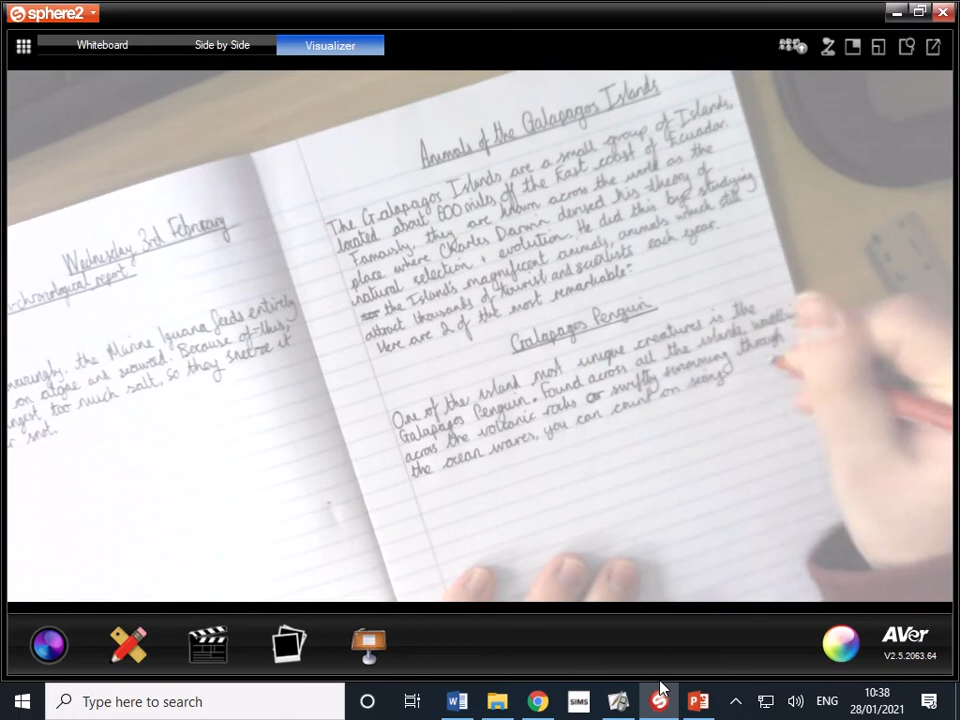 sphere2
Whiteboard
Side by Side
Visualizer
Wednesday 3rd February
-chronological report.
the Marine Iguana feeds entirely
on algae and seaweed. Because of this,
ingest too much salt, so they sneeze it
r snot.
Animals of the Galapagos Islands
The Galapagos Islands are a small group of Islands,
located about 600 miles off the East coast of Ecuador.
Famously, they are known across the world as the
place where Charles Darwin devised his theory of
natural selection + evolution. He did this by studying
the Island's magnificent animals, animals which still
attract thousands of tourist and scientists each year.
Here are 2 of the most remarkable:
Galapagos Penguin
One of the island most unique creatures is the
Galapagos Penguin. Found across all the islands, waddling
across the volcanic rocks or swiftly swimming through
the ocean waves, you can count on seeing
AVer
V2.5.2063.64
Type here to search
SIMS
ENG
10:38
28/01/2021